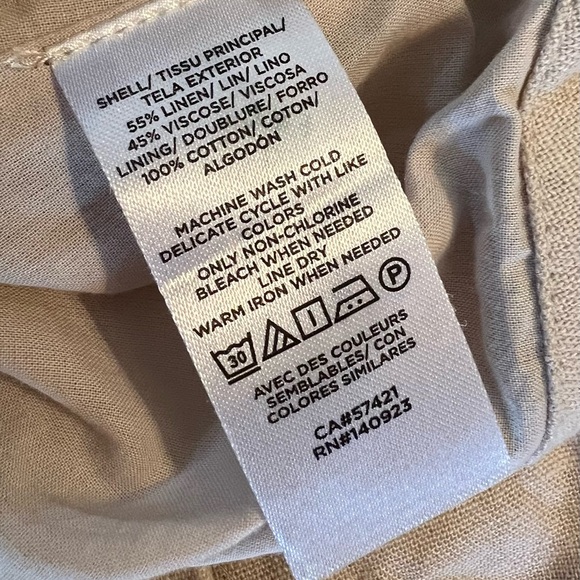 SHELL/ TISSU PRINCIPAL/
TELA EXTERIOR
55% LINEN/ LIN/ LINO
45% VISCOSE/ VISCOSA
LINING/ DOUBLURE/ FORRO
100% COTTON/ COTON/
ALGODÓN
MACHINE WASH COLD
DELICATE CYCLE WITH LIKE
COLORS
ONLY NON-CHLORINE
BLEACH WHEN NEEDED
LINE DRY
WARM IRON WHEN NEEDED
30 P
AVEC DES COULEURS
SEMBLABLES/ CON
COLORES SIMILARES
CA#57421
RN#140923